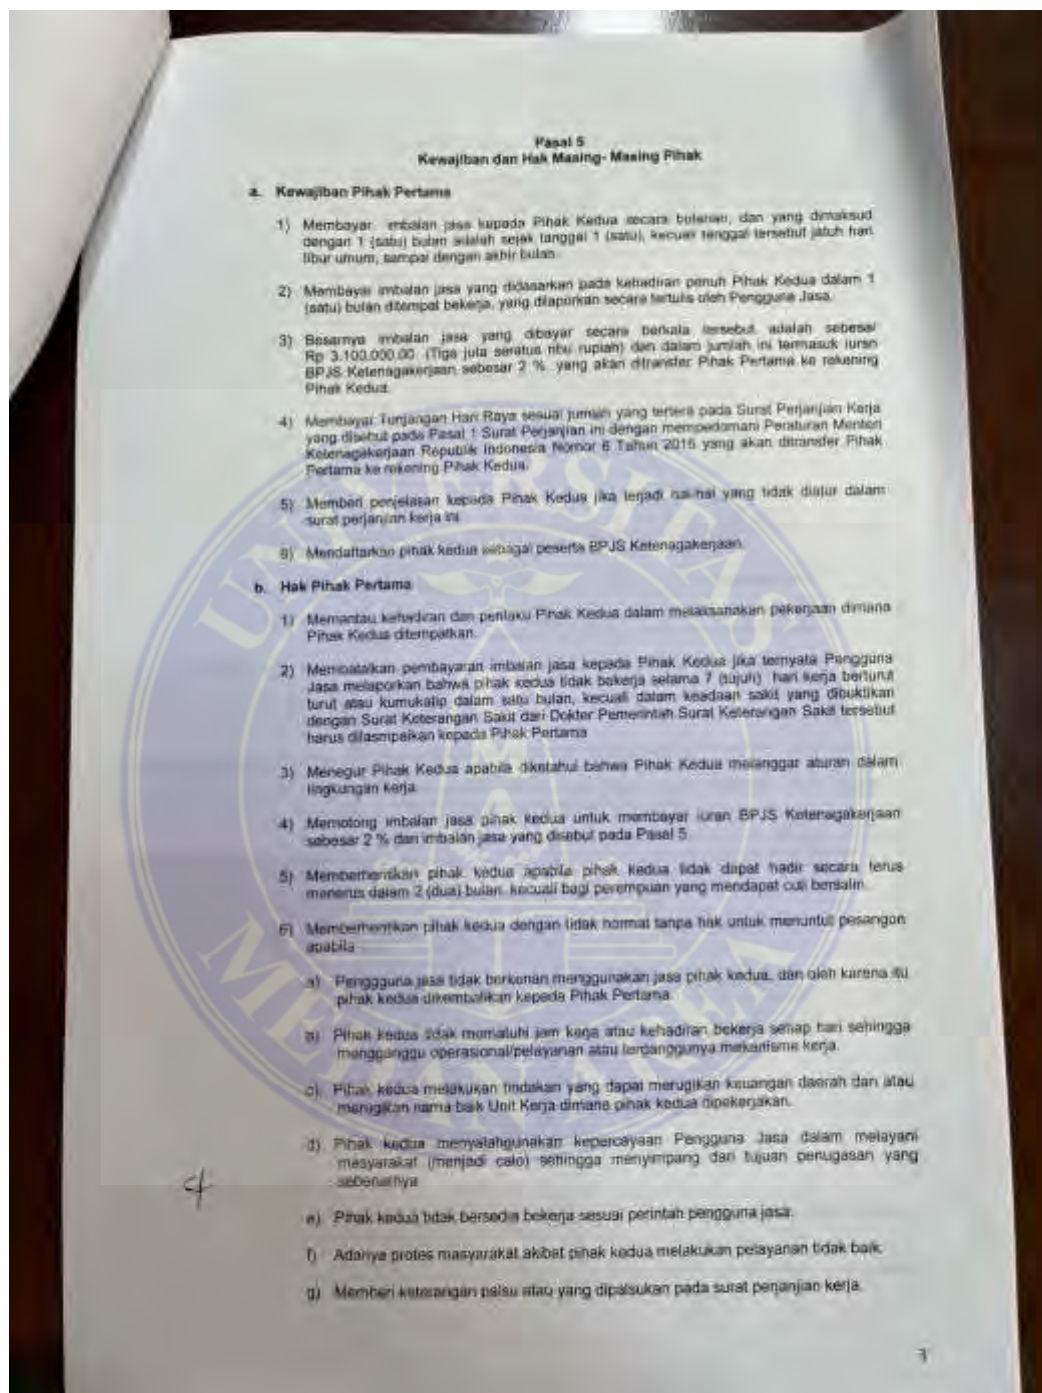 Pasal 5
Kewajiban dan Hak Masing- Masing Pihak
a. Kewajiban Pihak Pertama
1) Membayar imbalan jasa kepada Pihak Kedua secara bulanan, dan yang dimaksud
dengan 1 (satu) bulan adalah sejak tanggal 1 (satu), kecuali tanggal tersebut jatuh hari
libur umum, sampai dengan akhir bulan.
2) Membayar imbalan jasa yang didasarkan pada kehadiran penuh Pihak Kedua dalam 1
(satu) bulan ditempat bekerja, yang dilaporkan secara tertulis oleh Pengguna Jasa.
3) Besarnya imbalan jasa yang dibayar secara berkala tersebut adalah sebesar
Rp 3.100.000,00 (Tiga juta seratus ribu rupiah) dan dalam jumlah ini termasuk iuran
BPJS Ketenagakerjaan sebesar 2 % yang akan ditransfer Pihak Pertama ke rekening
Pihak Kedua.
4) Membayar Tunjangan Hari Raya sesuai jumlah yang tertera pada Surat Perjanjian Kerja
yang disebut pada Pasal 1 Surat Perjanjian ini dengan mempedomani Peraturan Menteri
Ketenagakerjaan Republik Indonesia Nomor 6 Tahun 2016 yang akan ditransfer Pihak
Pertama ke rekening Pihak Kedua.
5) Memberi penjelasan kepada Pihak Kedua jika terjadi hal-hal yang tidak diatur dalam
surat perjanjian kerja ini.
Mendaftarkan pihak kedua sebagai peserta BPJS Ketenagakerjaan.
b. Hak Pihak Pertama
1) Memantau kehadiran dan perilaku Pihak Kedua dalam melaksanakan pekerjaan dimana
Pihak Kedua ditempatkan.
2) Membatalkan pembayaran imbalan jasa kepada Pihak Kedua jika ternyata Pengguna
Jasa melaporkan bahwa pihak kedua tidak bekerja selama 7 (tujuh) hari kerja berturut
turut atau kumukatip dalam satu bulan, kecuali dalam keadaan sakit yang dibuktikan
dengan Surat Keterangan Sakit dari Dokter Pemerintah Surat Keterangan Sakit tersebut
harus dilasmpaikan kepada Pihak Pertama
3) Menegur Pihak Kedua apabila diketahui bahwa Pihak Kedua melanggar aturan dalam
lingkungan kerja.
4) Memotong imbalan jasa pihak kedua untuk membayar iuran BPJS Ketenagakerjaan
sebesar 2 % dari imbalan jasa yang disebut pada Pasal 5
5) Memberhentikan pihak kedua apabila pihak kedua tidak dapat hadir secara terus
menerus dalam 2 (dua) bulan, kecuali bagi perempuan yang mendapat cuti bersalin.
6) Memberhentikan pihak kedua dengan tidak hormat tanpa hak untuk menuntut pesangon
apabila
a) Penggguna jasa tidak berkenan menggunakan jasa pihak kedua, dan oleh karena itu
pihak kedua dikembalikan kepada Pihak Pertama.
Pihak kedua tidak mematuhi jam kerja atau kehadiran bekerja setiap hari sehingga
mengganggu operasional/pelayanan atau terganggunya mekanisme kerja.
c) Pihak kedua melakukan tindakan yang dapat merugikan keuangan daerah dan atau
merugikan nama baik Unit Kerja dimana pihak kedua dipekerjakan.
d) Pihak kedua menyalahgunakan kepercayaan Pengguna Jasa dalam melayani
masyarakat (menjadi calo) sehingga menyimpang dari tujuan penugasan yang
sebenarnya
e) Pihak kedua tidak bersedia bekerja sesuai perintah pengguna jasa.
f) Adanya protes masyarakat akibat pihak kedua melakukan pelayanan tidak baik.
g) Memberi keterangan palsu atau yang dipalsukan pada surat perjanjian kerja.
UNIVERSITAS
MEDAN AREA